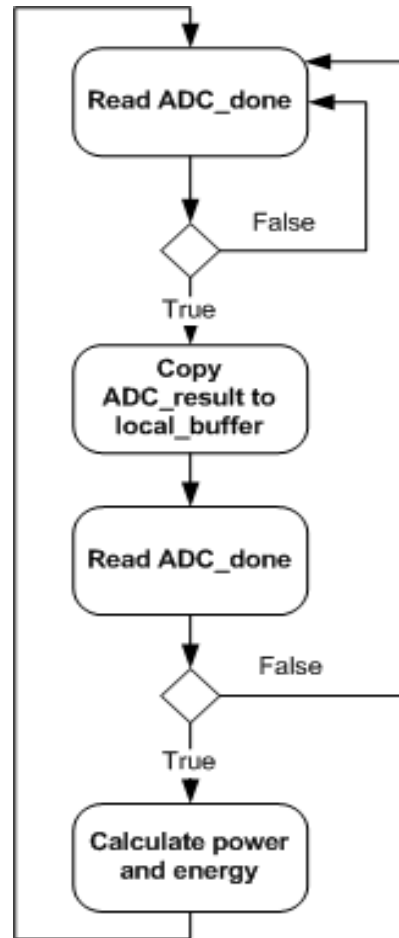 Read ADC_done
False
True
Copy
ADC_result to
local_buffer
Read ADC_done
False
True
Calculate power
and energy